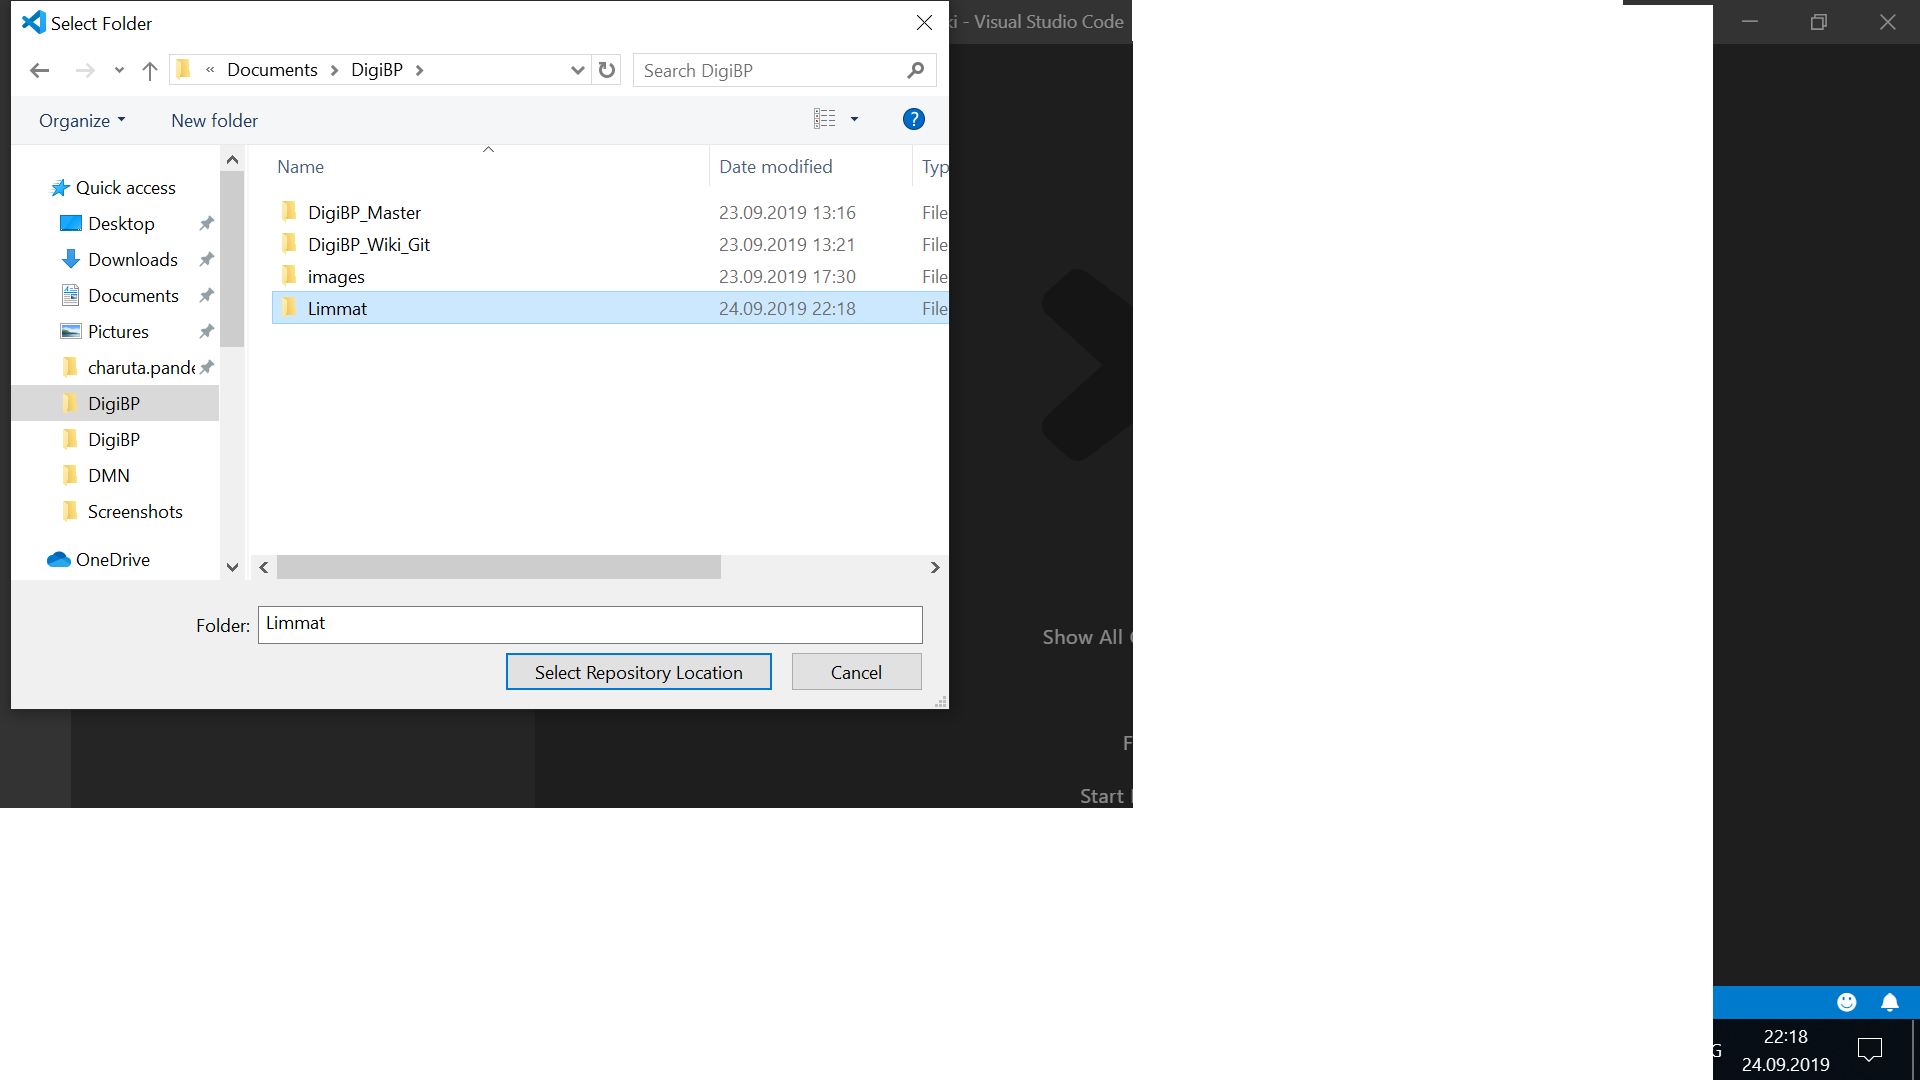 Select Folder
ki - Visual Studio Code
« Documents > DigiBP >
Search DigiBP
Organize
New folder
?
Name
Date modified
Typ
Quick access
Desktop
Downloads
Documents
Pictures
charuta.pande
DigiBP
DigiBP
DMN
Screenshots
OneDrive
DigiBP_Master 23.09.2019 13:16 File
DigiBP_Wiki_Git 23.09.2019 13:21 File
images 23.09.2019 17:30 File
Limmat 24.09.2019 22:18 File
Folder: Limmat
Select Repository Location
Cancel
Show All
F
Start
G
22:18
24.09.2019